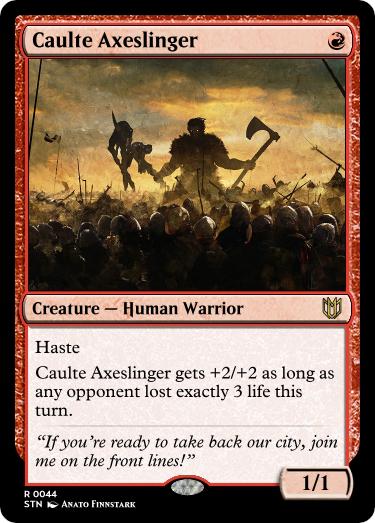 Caulte Axeslinger
Creature — Human Warrior
Haste
Caulte Axeslinger gets +2/+2 as long as
any opponent lost exactly 3 life this
turn.
“If you're ready to take back our city, join
me on the front lines!”
1/1
R 0044
STN Anato Finnstark